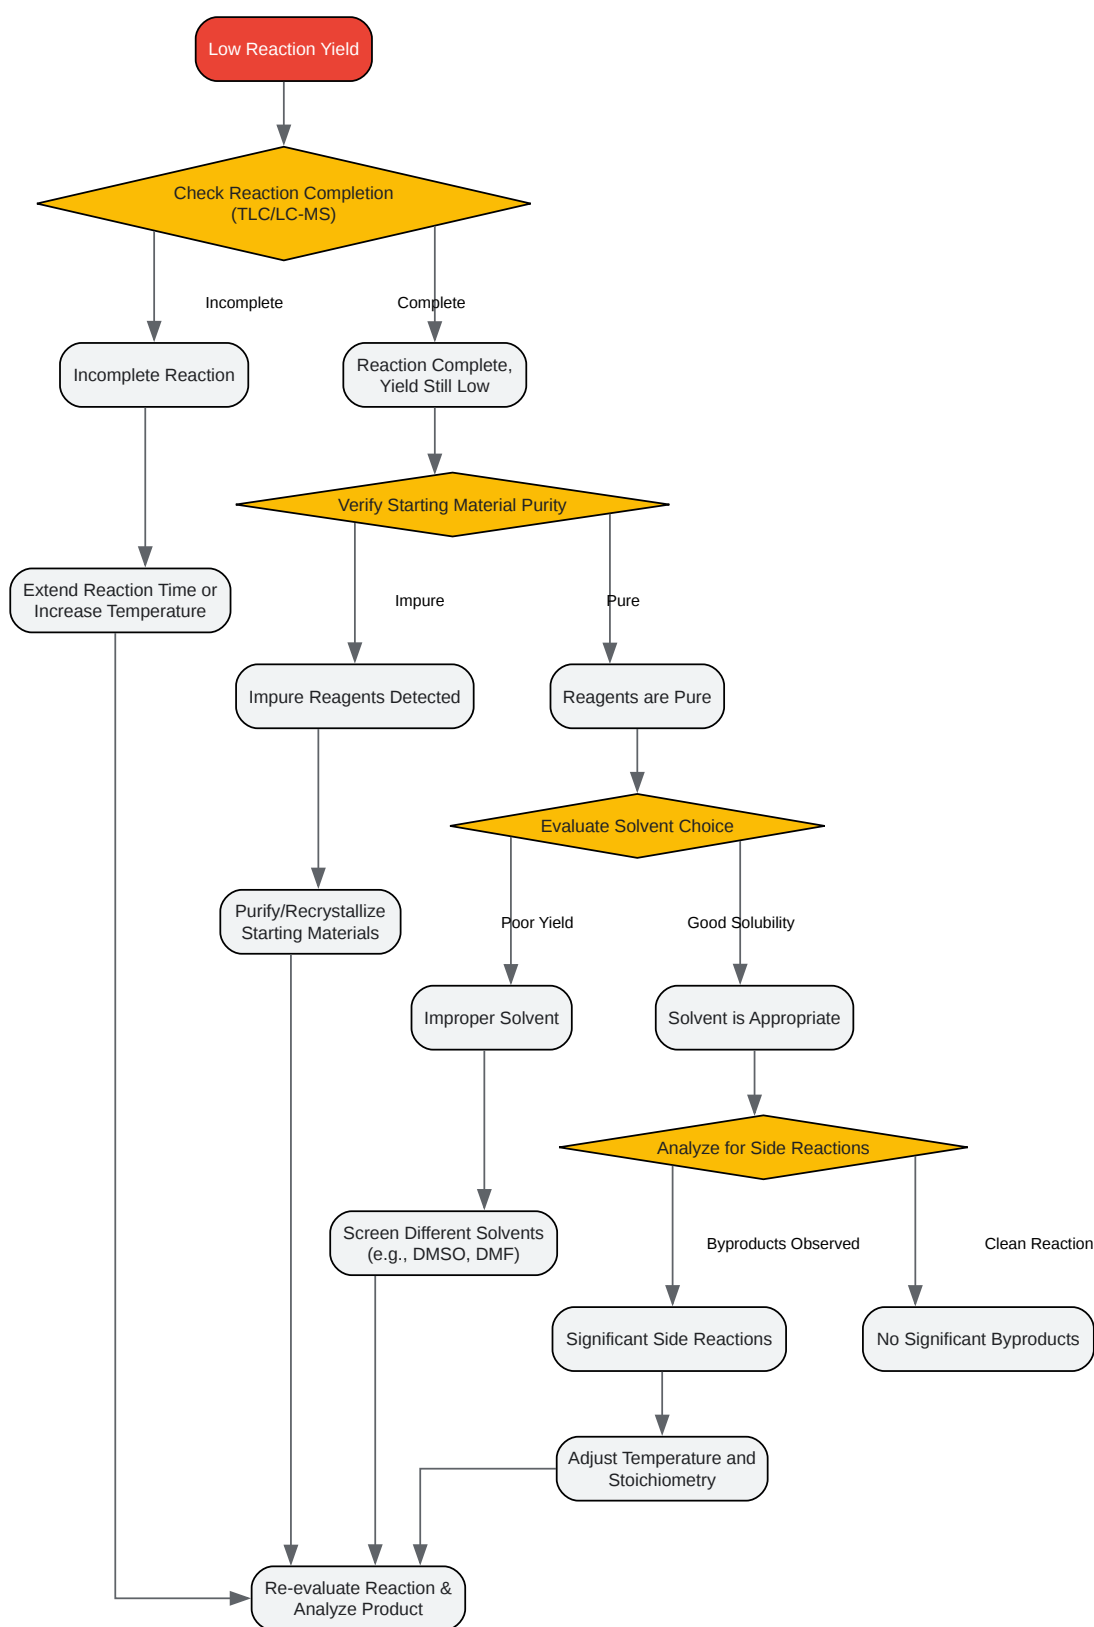 Low Reaction Yield
Check Reaction Completion
(TLC/LC-MS)
Incomplete
Complete
Incomplete Reaction
Reaction Complete,
Yield Still Low
Verify Starting Material Purity
Extend Reaction Time or
Increase Temperature
Impure
Pure
Impure Reagents Detected
Reagents are Pure
Evaluate Solvent Choice
Purify/Recrystallize
Starting Materials
Poor Yield
Good Solubility
Improper Solvent
Solvent is Appropriate
Analyze for Side Reactions
Screen Different Solvents
(e.g., DMSO, DMF)
Byproducts Observed
Clean Reaction
Significant Side Reactions
No Significant Byproducts
Adjust Temperature and
Stoichiometry
Re-evaluate Reaction &
Analyze Product